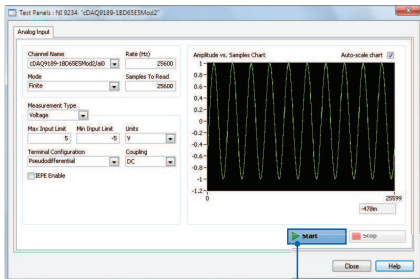 Test Panels : NI 9234: "cDAQ9189-1BD65E5Mod2"
Analog Input
Channel Name
cDAQ9189-1BD65E5Mod2/ai0
Rate (Hz)
25600
Mode
Finite
Samples To Read
25600
Measurement Type
Voltage
Max Input Limit
5
Min Input Limit
-5
Units
V
Terminal Configuration
Pseudodifferential
Coupling
DC
IEPE Enable
Amplitude vs. Samples Chart
Auto-scale chart
1-
0.8-
0.6-
0.4-
0.2-
0-
-0.2-
-0.4-
-0.6-
-0.8-
-1-
-1.2-
0
25599
-478m
Start
Stop
Close
Help